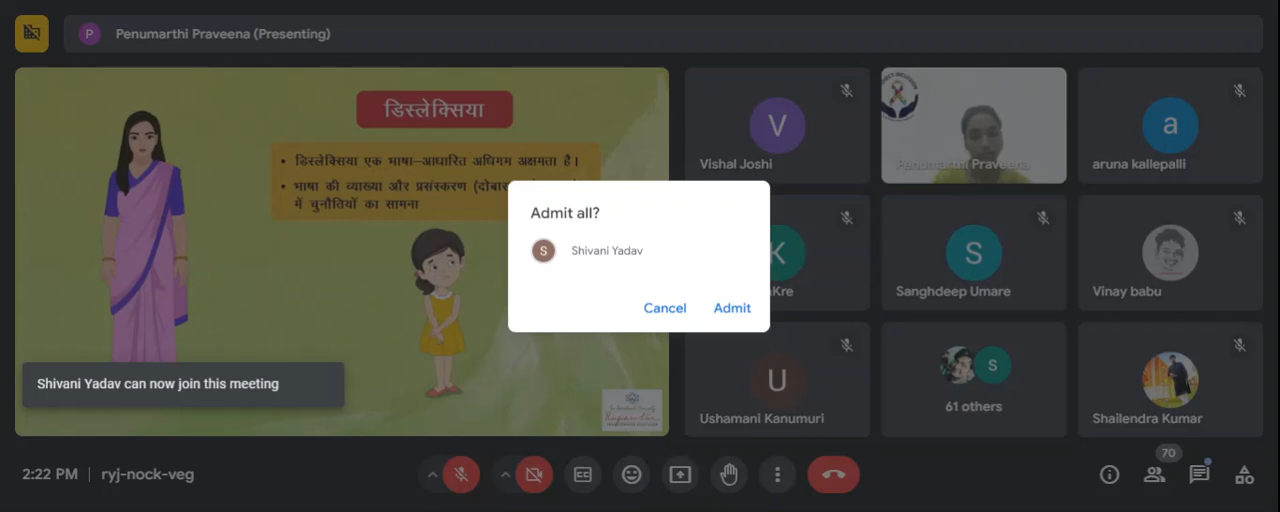 P Penumarthi Praveena (Presenting)
डिस्लेक्सिया
• डिस्लेक्सिया एक भाषा–आधारित अधिगम अक्षमता है।
• भाषा की व्याख्या और प्रसंस्करण
में चुनौतियों का सामना
Shivani Yadav can now join this meeting
Admit all?
S Shivani Yadav
Cancel Admit
V
Vishal Joshi
Penumarthi Praveena
a
aruna kallepalli
K
Kre
S
Sanghdeep Umare
Vinay babu
U
Ushamani Kanumuri
S
61 others
Shailendra Kumar
2:22 PM | ryj-nock-veg
CC
70